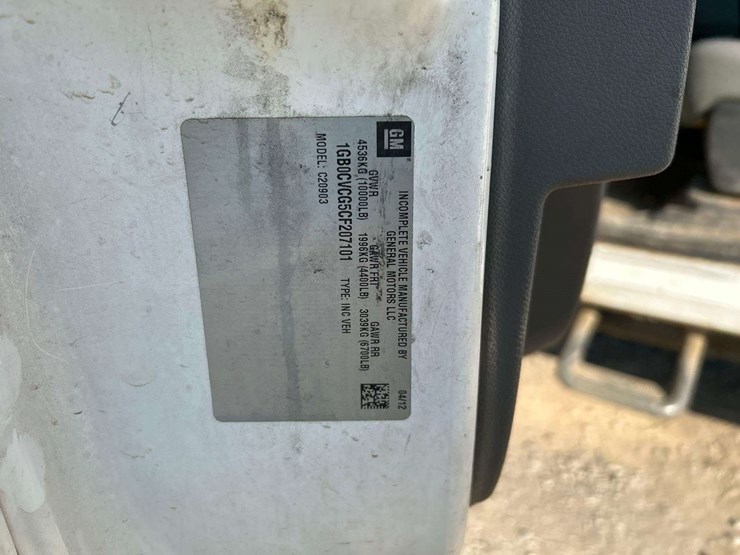 GM
INCOMPLETE VEHICLE MANUFACTURED BY
GENERAL MOTORS LLC
04/12
GVWR GAWR FRT GAWR RR
4536KG (10000LB) 1996KG (4400LB) 3039KG (6700LB)
1GB0CVCG5CF207101 TYPE: INC VEH
MODEL: C20903